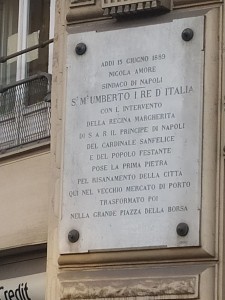 ADDI 15 GIUGNO 1889
NICOLA AMORE
SINDACO DI NAPOLI
S. M. UMBERTO I RE D'ITALIA
CON L'INTERVENTO
DELLA REGINA MARGHERITA
DI S A R IL PRINCIPE DI NAPOLI
DEL CARDINALE SANFELICE
E DEL POPOLO FESTANTE
POSE LA PRIMA PIETRA
PEL RISANAMENTO DELLA CITTÀ
QUI NEL VECCHIO MERCATO DI PORTO
TRASFORMATO POI
NELLA GRANDE PIAZZA DELLA BORSA
Credit